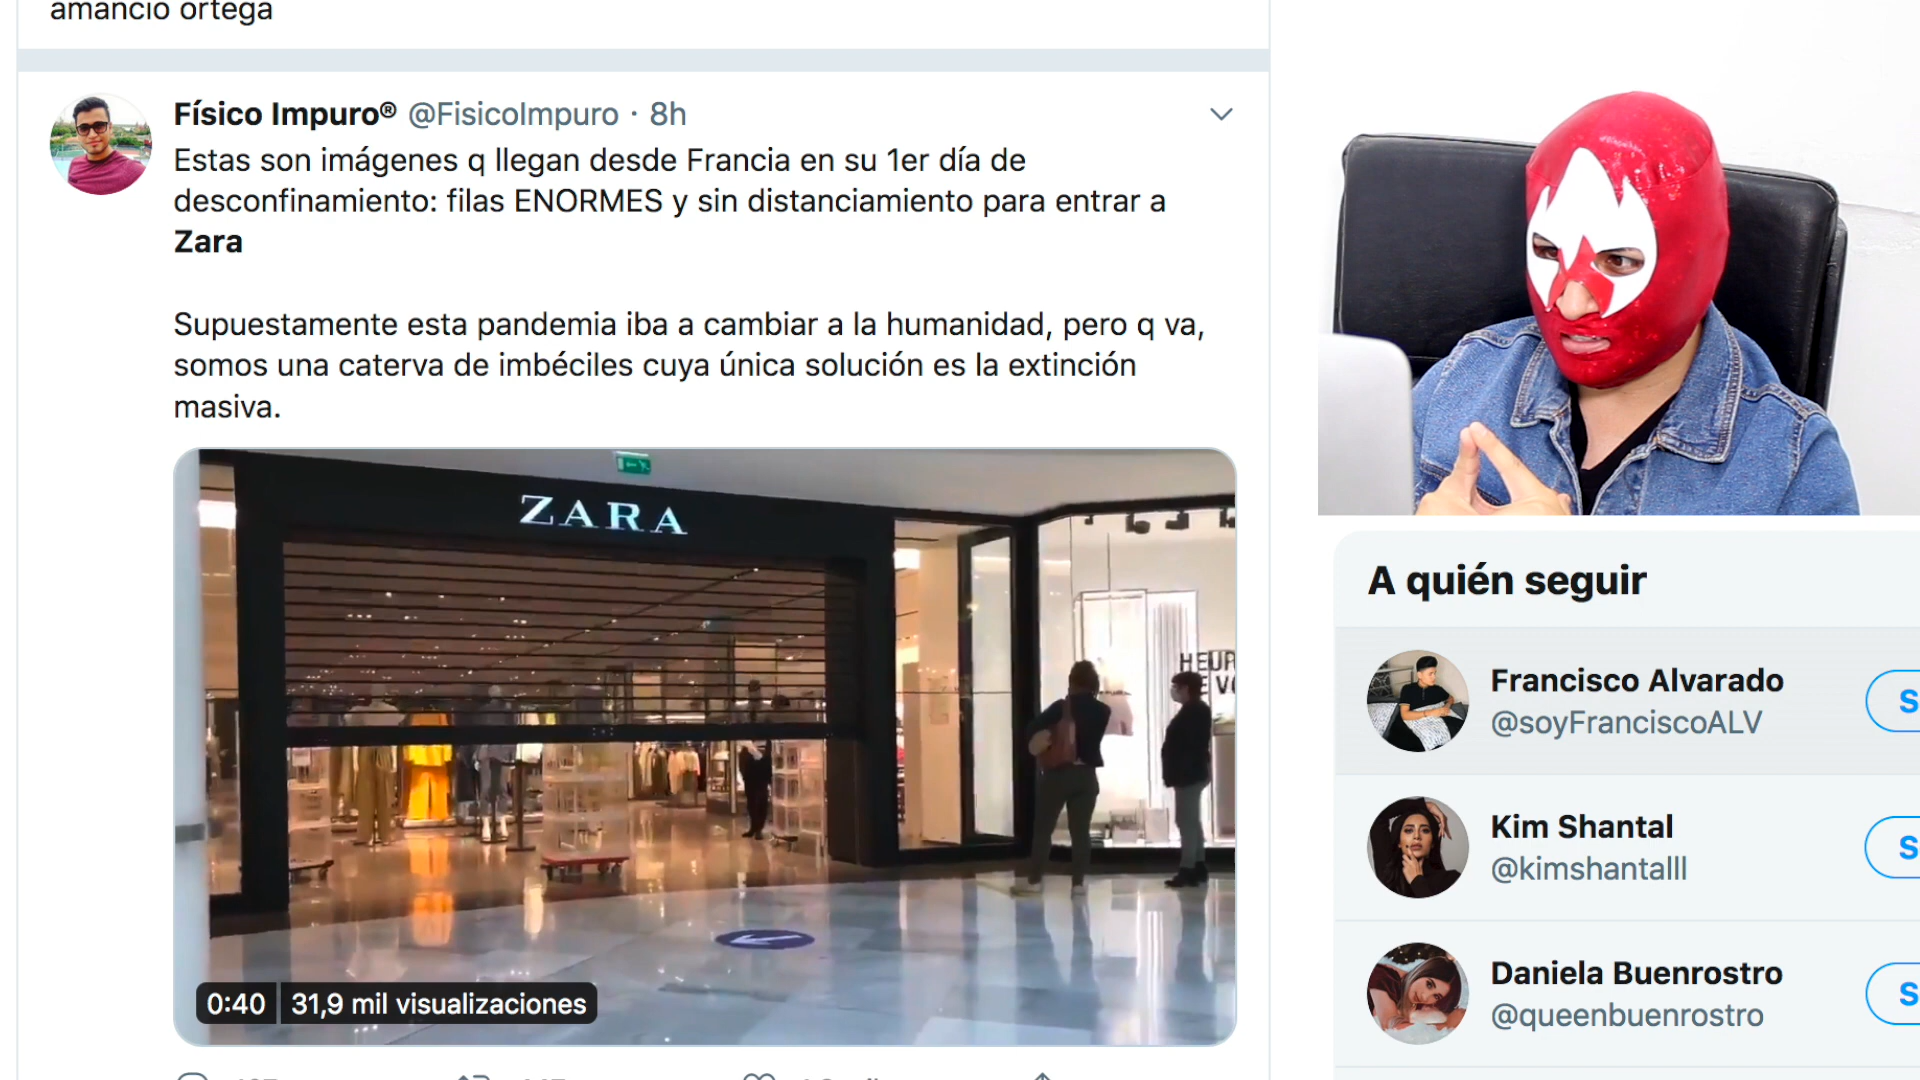 amancio ortega
Físico Impuro® @FisicoImpuro · 8h
Estas son imágenes q llegan desde Francia en su 1er día de
desconfinamiento: filas ENORMES y sin distanciamiento para entrar a
Zara
Supuestamente esta pandemia iba a cambiar a la humanidad, pero q va,
somos una caterva de imbéciles cuya única solución es la extinción
masiva.
ZARA
HEUR
0:40 31,9 mil visualizaciones
A quién seguir
Francisco Alvarado
@soyFranciscoALV
S
Kim Shantal
@kimshantalll
S
Daniela Buenrostro
@queenbuenrostro
S